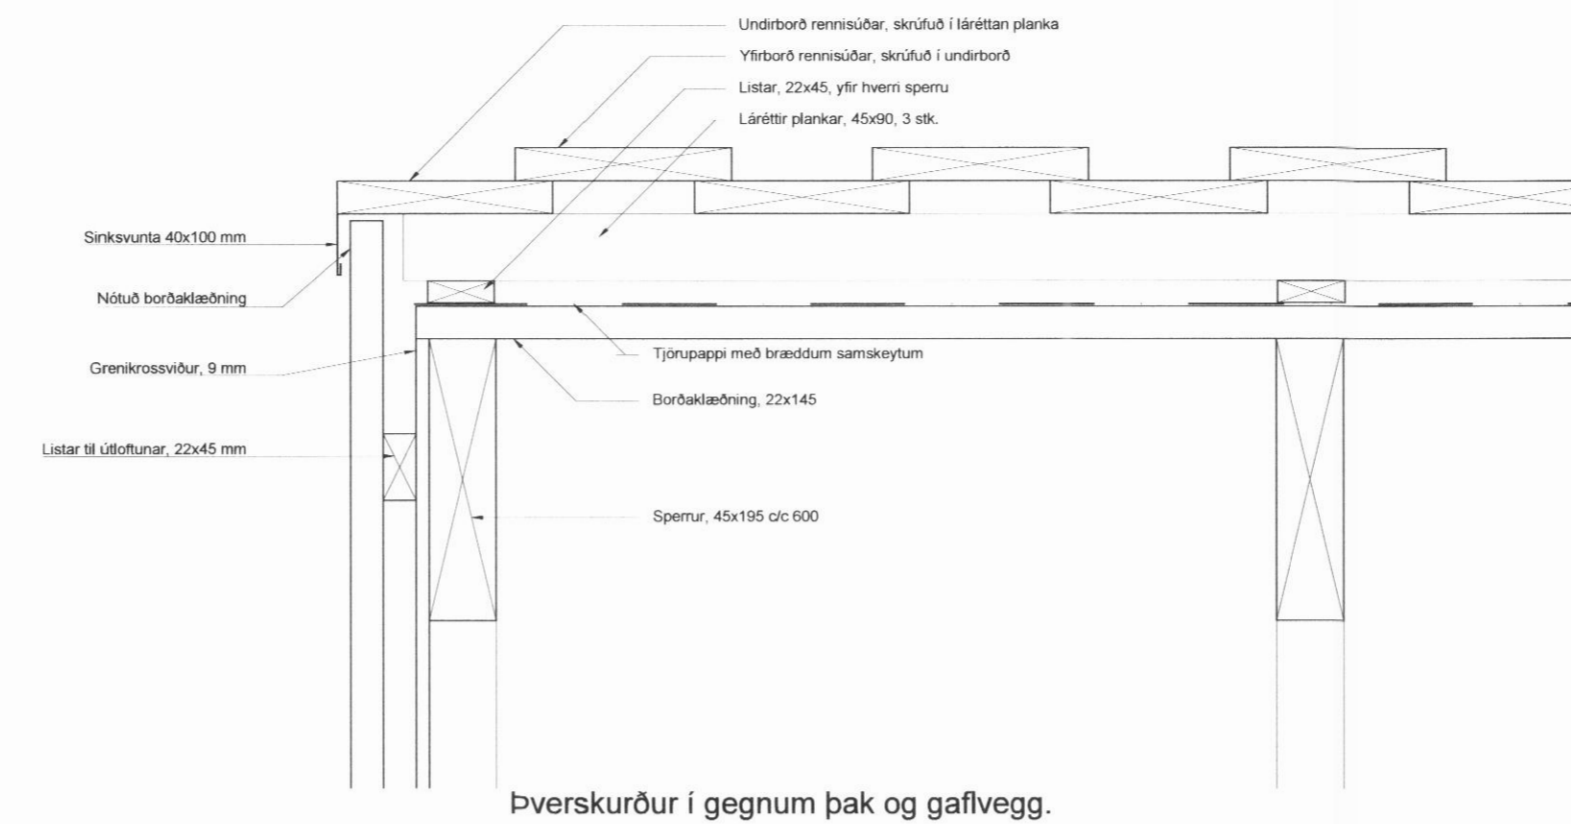 Undirborð rennisúðar, skrúfuð í láréttan planka
Yfirborð rennisúðar, skrúfuð í undirborð
Listar, 22x45, yfir hverri sperru
Láréttir plankar, 45x90, 3 stk.
Sinksvunta 40x100 mm
Nótuð borðaklæðning
Grenikrossviður, 9 mm
Listar til útloftunar, 22x45 mm
Tjörupappi með bræddum samskeytum
Borðaklæðning, 22x145
Sperrur, 45x195 c/c 600
Þverskurður í gegnum þak og gaflvegg.